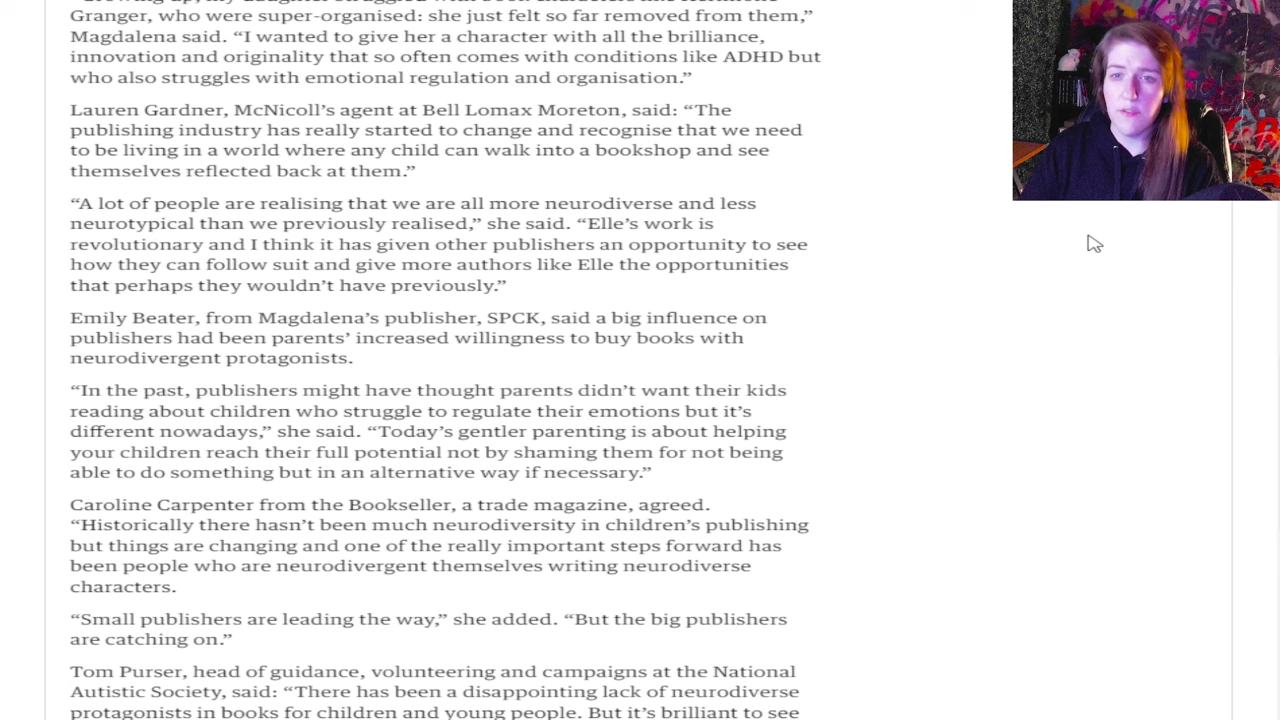 Granger, who were super-organised: she just felt so far removed from them,”
Magdalena said. “I wanted to give her a character with all the brilliance,
innovation and originality that so often comes with conditions like ADHD but
who also struggles with emotional regulation and organisation.”
Lauren Gardner, McNicoll’s agent at Bell Lomax Moreton, said: “The
publishing industry has really started to change and recognise that we need
to be living in a world where any child can walk into a bookshop and see
themselves reflected back at them.”
“A lot of people are realising that we are all more neurodiverse and less
neurotypical than we previously realised,” she said. “Elle’s work is
revolutionary and I think it has given other publishers an opportunity to see
how they can follow suit and give more authors like Elle the opportunities
that perhaps they wouldn’t have previously.”
Emily Beater, from Magdalena’s publisher, SPCK, said a big influence on
publishers had been parents’ increased willingness to buy books with
neurodivergent protagonists.
“In the past, publishers might have thought parents didn’t want their kids
reading about children who struggle to regulate their emotions but it’s
different nowadays,” she said. “Today’s gentler parenting is about helping
your children reach their full potential not by shaming them for not being
able to do something but in an alternative way if necessary.”
Caroline Carpenter from the Bookseller, a trade magazine, agreed.
“Historically there hasn’t been much neurodiversity in children’s publishing
but things are changing and one of the really important steps forward has
been people who are neurodivergent themselves writing neurodiverse
characters.
“Small publishers are leading the way,” she added. “But the big publishers
are catching on.”
Tom Purser, head of guidance, volunteering and campaigns at the National
Autistic Society, said: “There has been a disappointing lack of neurodiverse
protagonists in books for children and young people. But it’s brilliant to see